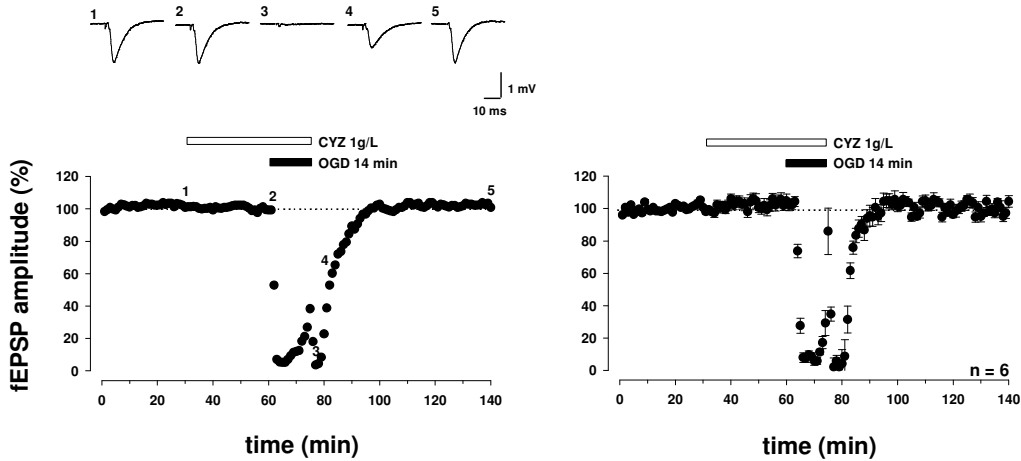 1 2 3 4 5
1 mV
10 ms
CYZ 1g/L
OGD 14 min
fEPSP amplitude (%)
120
100
80
60
40
20
0
1 2 5
4
3
0 20 40 60 80 100 120 140
time (min)
CYZ 1g/L
OGD 14 min
120
100
80
60
40
20
0
n = 6
0 20 40 60 80 100 120 140
time (min)